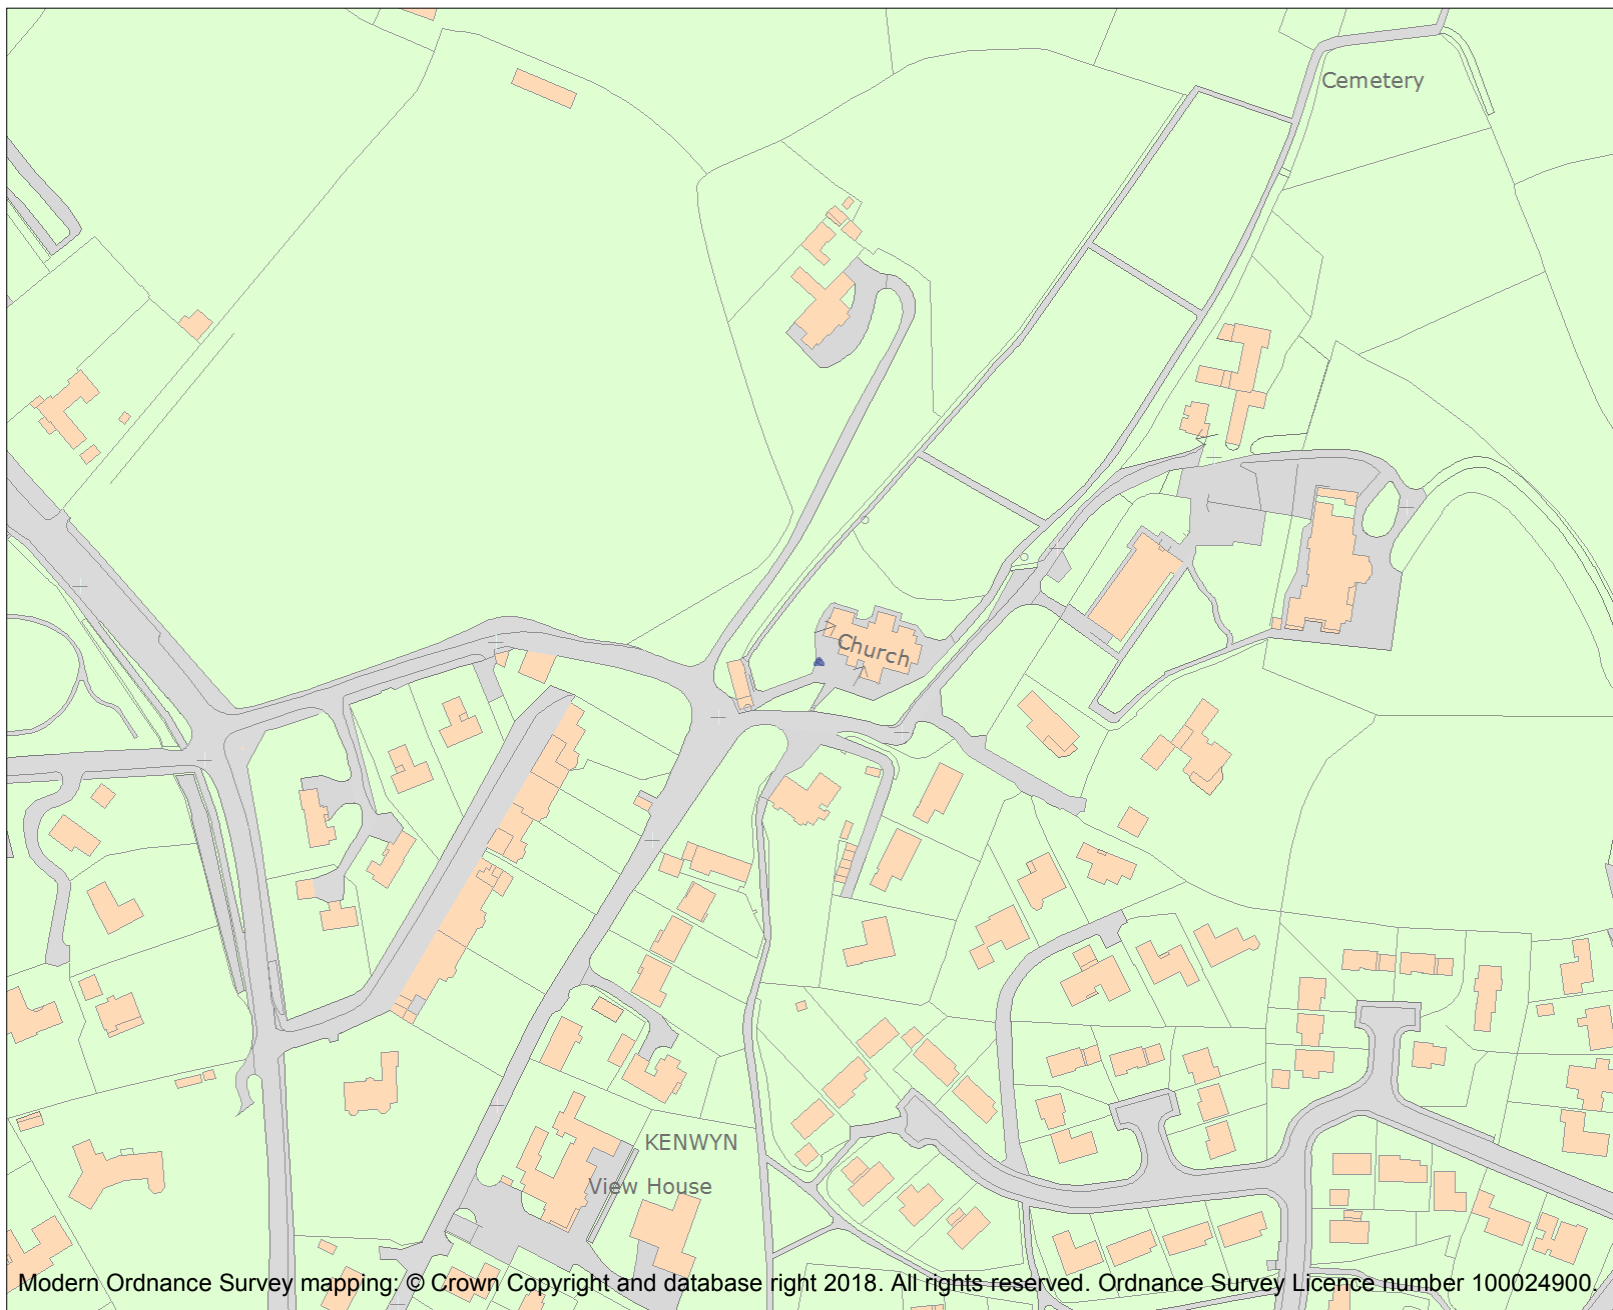 Cemetery
Church
KENWYN
View House
Modern Ordnance Survey mapping: © Crown Copyright and database right 2018. All rights reserved. Ordnance Survey Licence number 100024900.